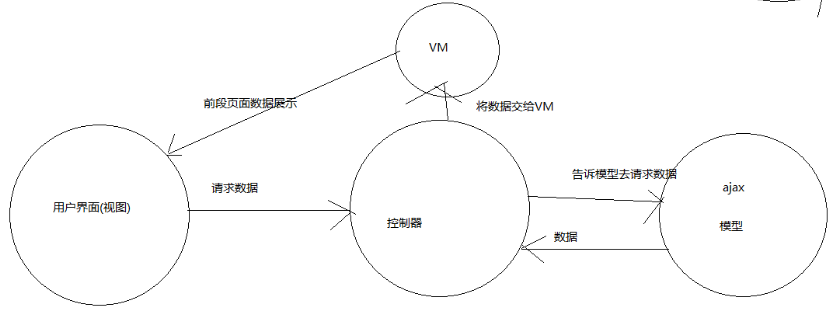 VM
前段页面数据展示
将数据交给VM
告诉模型去请求数据
请求数据
ajax
用户界面(视图)
控制器
模型
数据